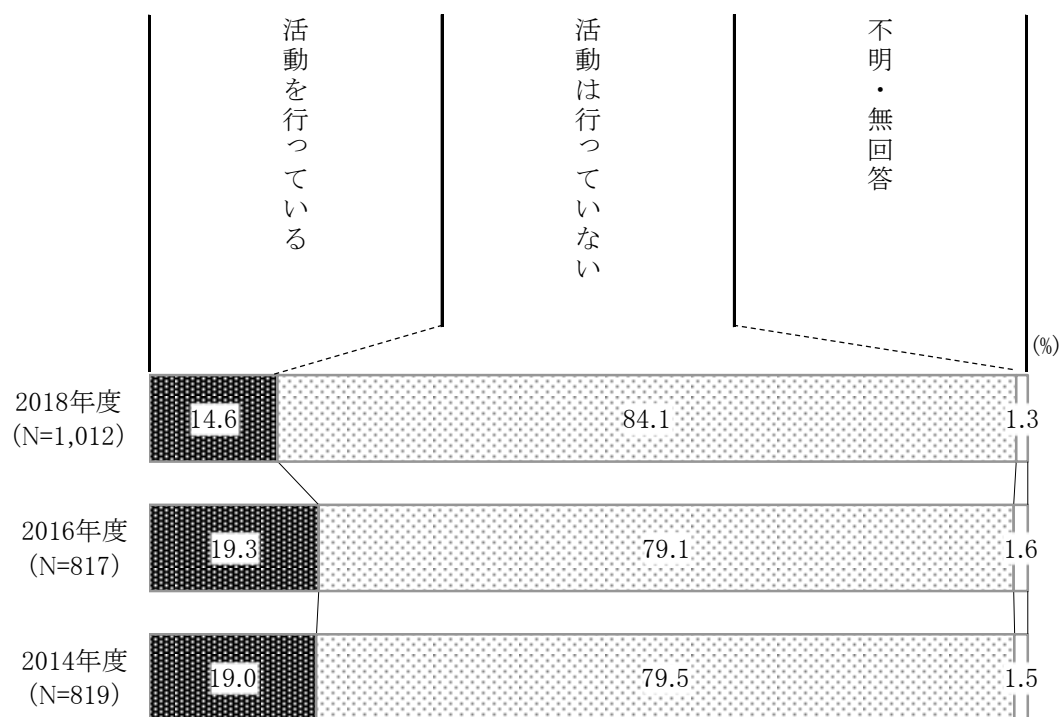 活動を行っている
活動は行っていない
不明・無回答
(%)
2018年度
(N=1,012)
14.6
84.1
1.3
2016年度
(N=817)
19.3
79.1
1.6
2014年度
(N=819)
19.0
79.5
1.5